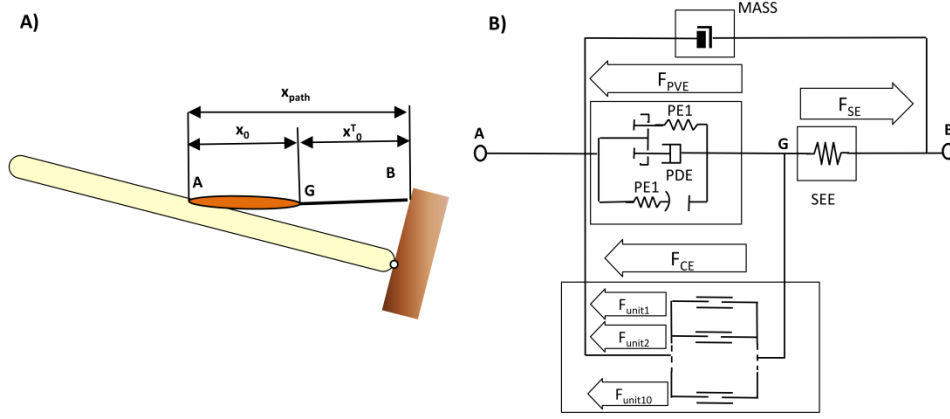 A)
x_path
x_0
x^T_0
A
G
B
B)
MASS
F_PVE
F_SE
PE1
A
G
B
PDE
PE1
SEE
F_CE
F_unit1
F_unit2
F_unit10